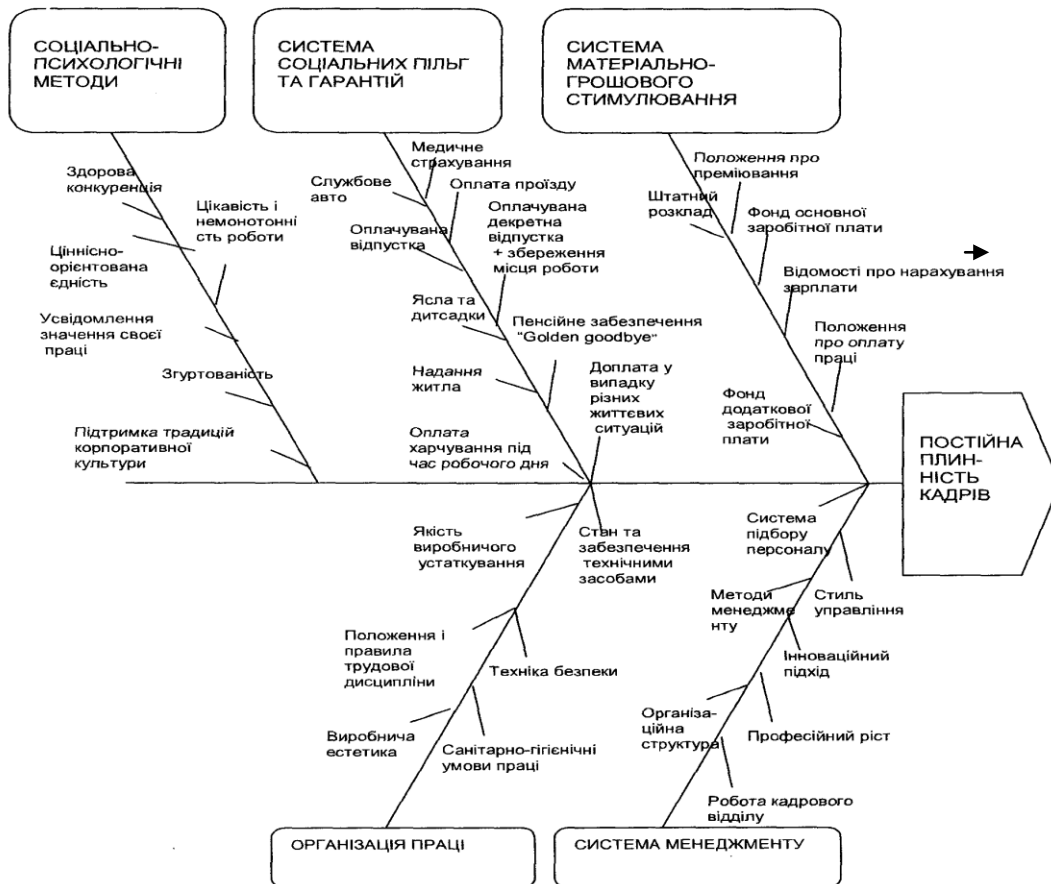 СОЦІАЛЬНО-
ПСИХОЛОГІЧНІ
МЕТОДИ
СИСТЕМА
СОЦІАЛЬНИХ ПІЛЬГ
ТА ГАРАНТІЙ
СИСТЕМА
МАТЕРІАЛЬНО-
ГРОШОВОГО
СТИМУЛЮВАННЯ
Здорова
конкуренція
Цікавість і
немонотонні
сть роботи
Ціннісно-
орієнтована
єдність
Усвідомлення
значення своєї
праці
Згуртованість
Підтримка традицій
корпоративної
культури
Медичне
страхування
Службове
авто
Оплата проїзду
Оплачувана
відпустка
Оплачувана
декретна
відпустка
+ збереження
місця роботи
Ясла та
дитсадки
Пенсійне забезпечення
"Golden goodbye"
Надання
житла
Доплата у
випадку
різних
життєвих
ситуацій
Оплата
харчування під
час робочого дня
Положення про
преміювання
Штатний
розклад
Фонд основної
заробітної плати
Відомості про нарахування
зарплати
Положення
про оплату
праці
Фонд
додаткової
заробітної
плати
ПОСТІЙНА
ПЛИН-
НІСТЬ
КАДРІВ
Якість
виробничого
устаткування
Стан та
забезпечення
технічними
засобами
Положення і
правила
трудової
дисципліни
Техніка безпеки
Виробнича
естетика
Санітарно-гігієнічні
умови праці
Система
підбору
персоналу
Методи
менеджме
нту
Стиль
управління
Інноваційний
підхід
Організа-
ційна
структура
Професійний ріст
Робота кадрового
відділу
ОРГАНІЗАЦІЯ ПРАЦІ
СИСТЕМА МЕНЕДЖМЕНТУ